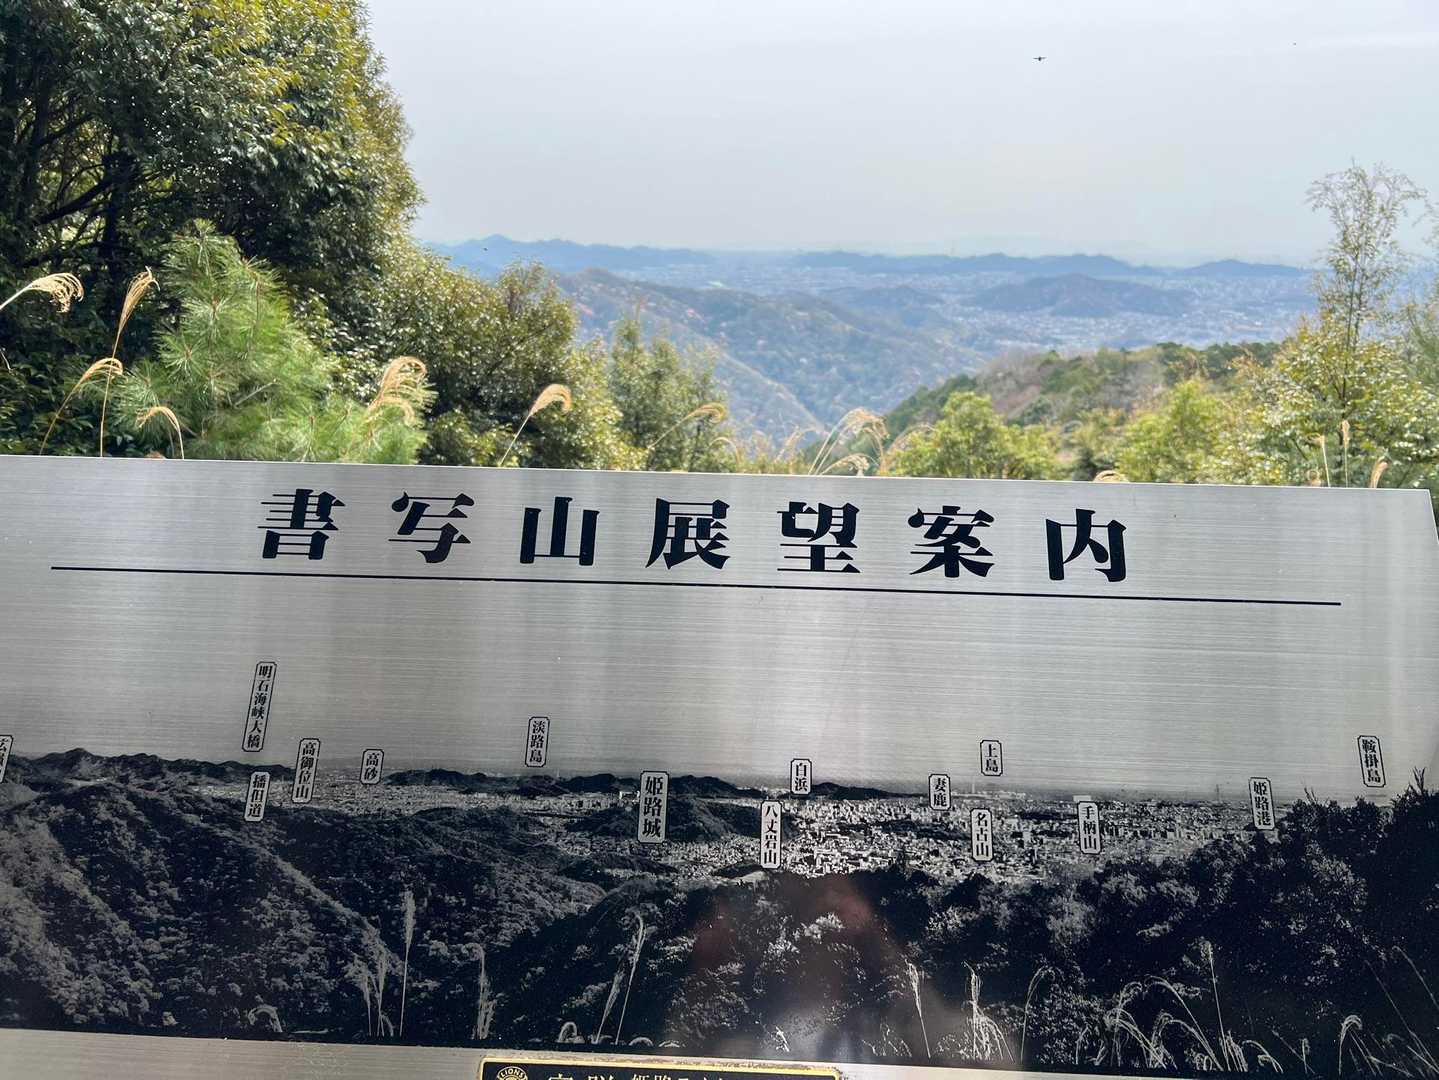 書写山展望案内
明石海峡大橋
播但道
高御位山
高砂
淡路島
姫路城
白浜
八丈岩山
妻鹿
上島
名古山
手柄山
姫路港
鞍掛島
LIONS